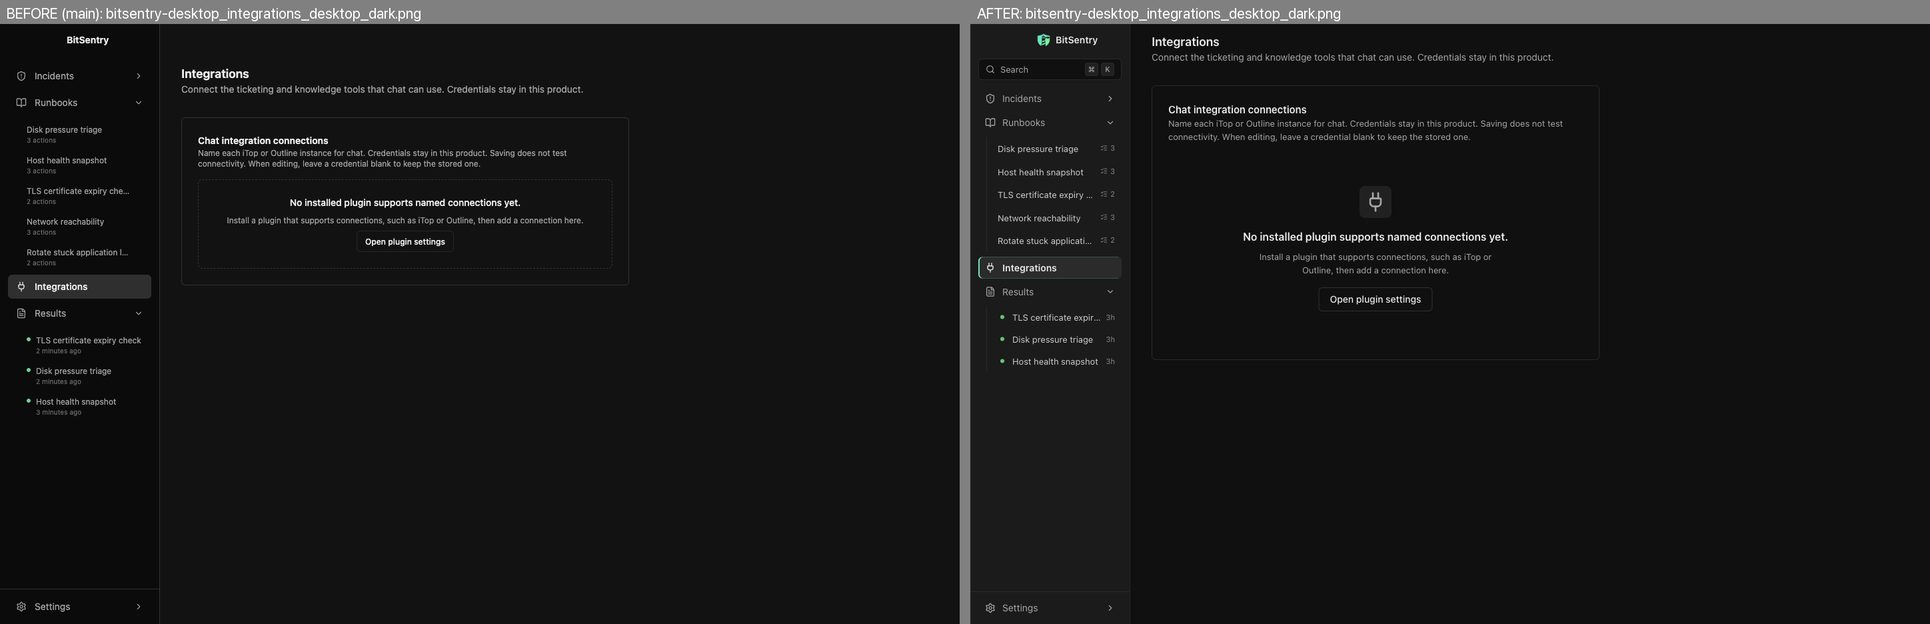 BEFORE (main): bitsentry-desktop_integrations_desktop_dark.png
BitSentry
Incidents
Runbooks
Disk pressure triage
3 actions
Host health snapshot
3 actions
TLS certificate expiry che...
2 actions
Network reachability
3 actions
Rotate stuck application l...
2 actions
Integrations
Results
TLS certificate expiry check
2 minutes ago
Disk pressure triage
2 minutes ago
Host health snapshot
3 minutes ago
Settings
Integrations
Connect the ticketing and knowledge tools that chat can use. Credentials stay in this product.
Chat integration connections
Name each iTop or Outline instance for chat. Credentials stay in this product. Saving does not test
connectivity. When editing, leave a credential blank to keep the stored one.
No installed plugin supports named connections yet.
Install a plugin that supports connections, such as iTop or Outline, then add a connection here.
Open plugin settings
AFTER: bitsentry-desktop_integrations_desktop_dark.png
BitSentry
Search ⌘ K
Incidents
Runbooks
Disk pressure triage 3
Host health snapshot 3
TLS certificate expiry ... 2
Network reachability 3
Rotate stuck applicati... 2
Integrations
Results
TLS certificate expir... 3h
Disk pressure triage 3h
Host health snapshot 3h
Settings
Integrations
Connect the ticketing and knowledge tools that chat can use. Credentials stay in this product.
Chat integration connections
Name each iTop or Outline instance for chat. Credentials stay in this product. Saving does not test
connectivity. When editing, leave a credential blank to keep the stored one.
No installed plugin supports named connections yet.
Install a plugin that supports connections, such as iTop or
Outline, then add a connection here.
Open plugin settings